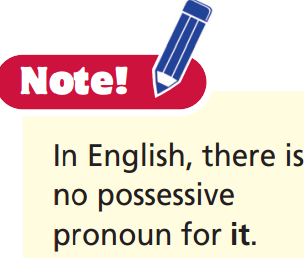 Note!
In English, there is
no possessive
pronoun for it.